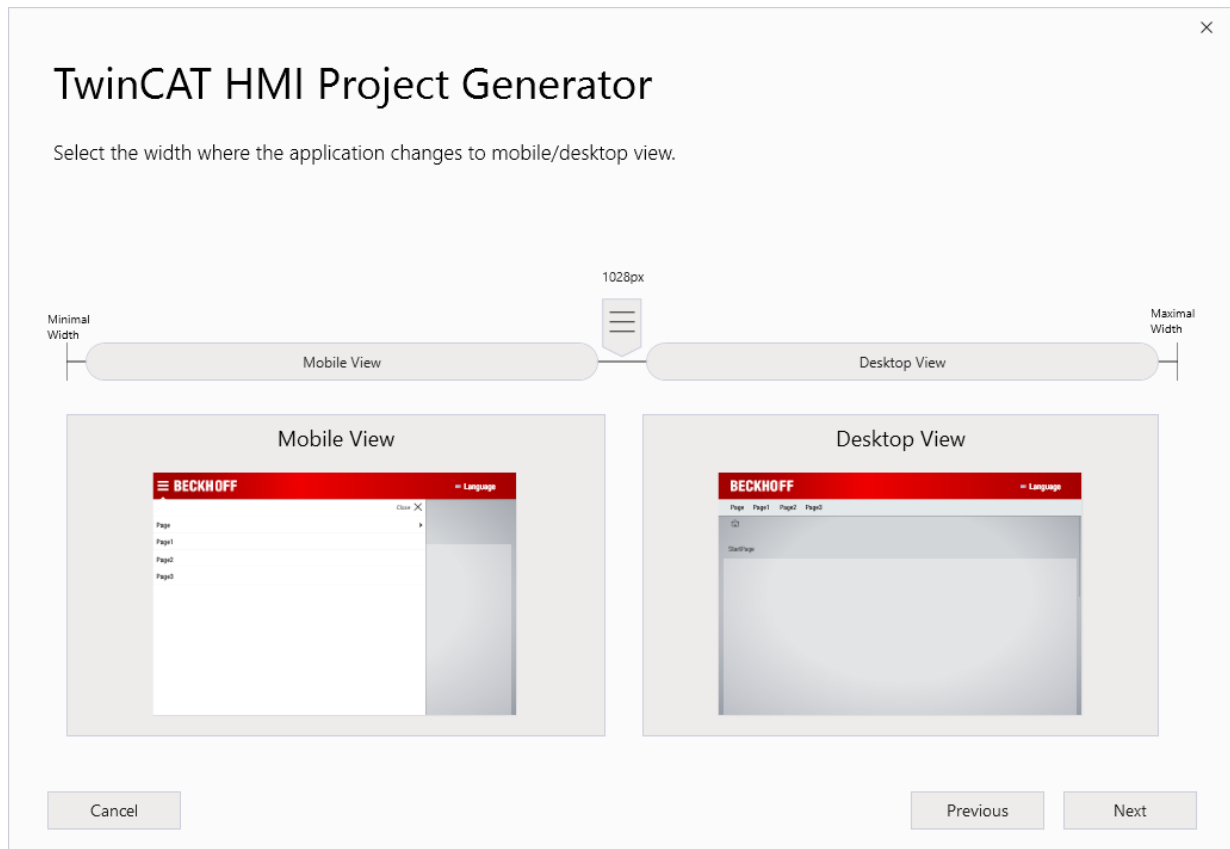 TwinCAT HMI Project Generator
Select the width where the application changes to mobile/desktop view.
1028px
Minimal
Width
Maximal
Width
Mobile View
Desktop View
Mobile View
BECKHOFF
Language
Close
Page
Page1
Page2
Page3
Desktop View
BECKHOFF
Language
Page Page1 Page2 Page3
StartPage
Cancel
Previous
Next